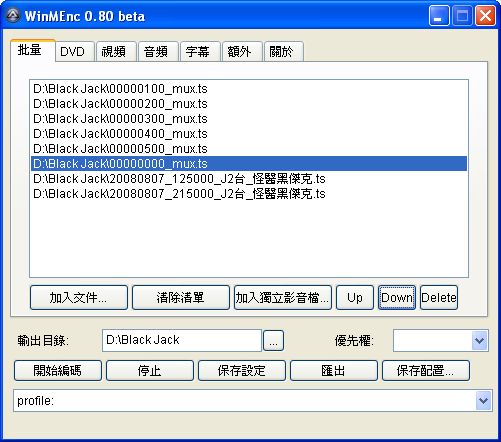 WinMEnc 0.80 beta
批量 DVD 視頻 音頻 字幕 額外 關於
D:\Black Jack\00000100_mux.ts
D:\Black Jack\00000200_mux.ts
D:\Black Jack\00000300_mux.ts
D:\Black Jack\00000400_mux.ts
D:\Black Jack\00000500_mux.ts
D:\Black Jack\00000000_mux.ts
D:\Black Jack\20080807_125000_J2台_怪醫黑傑克.ts
D:\Black Jack\20080807_215000_J2台_怪醫黑傑克.ts
加入文件... 清除清單 加入獨立影音檔... Up Down Delete
輸出目錄: D:\Black Jack ... 優先權:
開始編碼 停止 保存設定 匯出 保存配置...
profile: